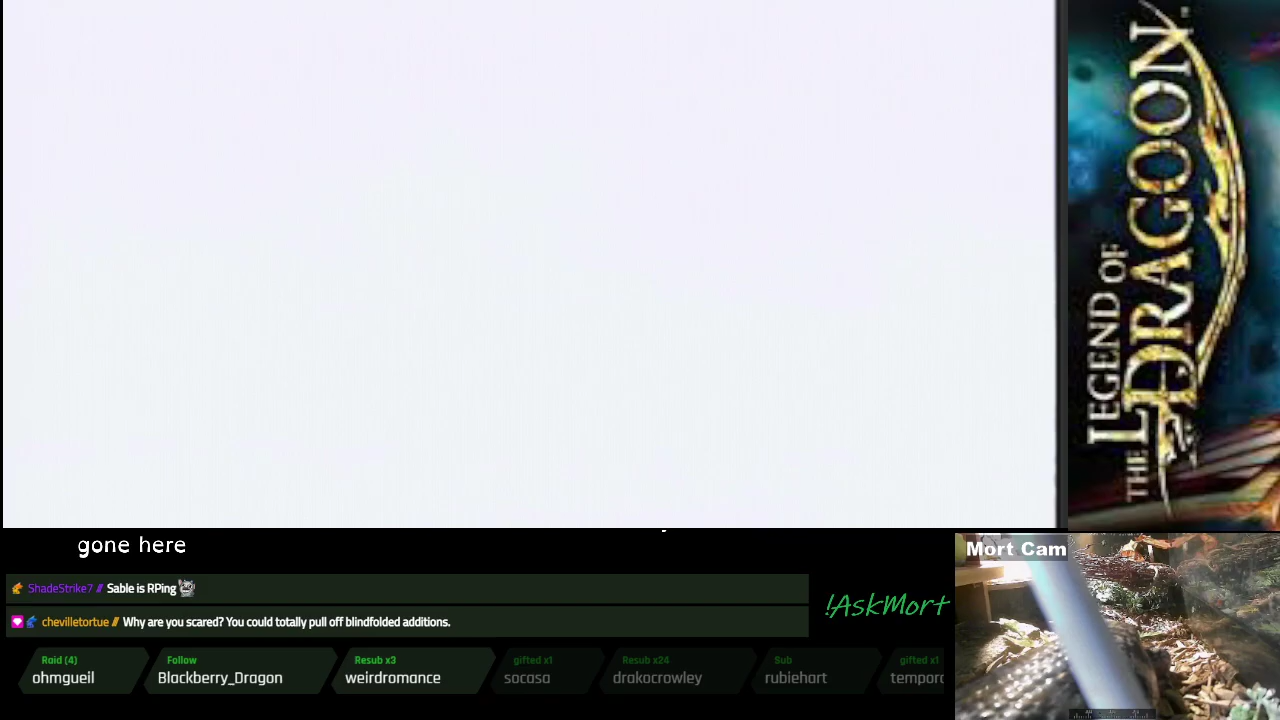 THE LEGEND OF
DRAGOON
gone here
Mort Cam
ShadeStrike7 // Sable is RPing
chevilletortue // Why are you scared? You could totally pull off blindfolded additions.
!AskMort
Raid (4)
ohmgueil
Follow
Blackberry_Dragon
Resub x3
weirdromance
gifted x1
socasa
Resub x24
drakocrowley
Sub
rubiehart
gifted x1